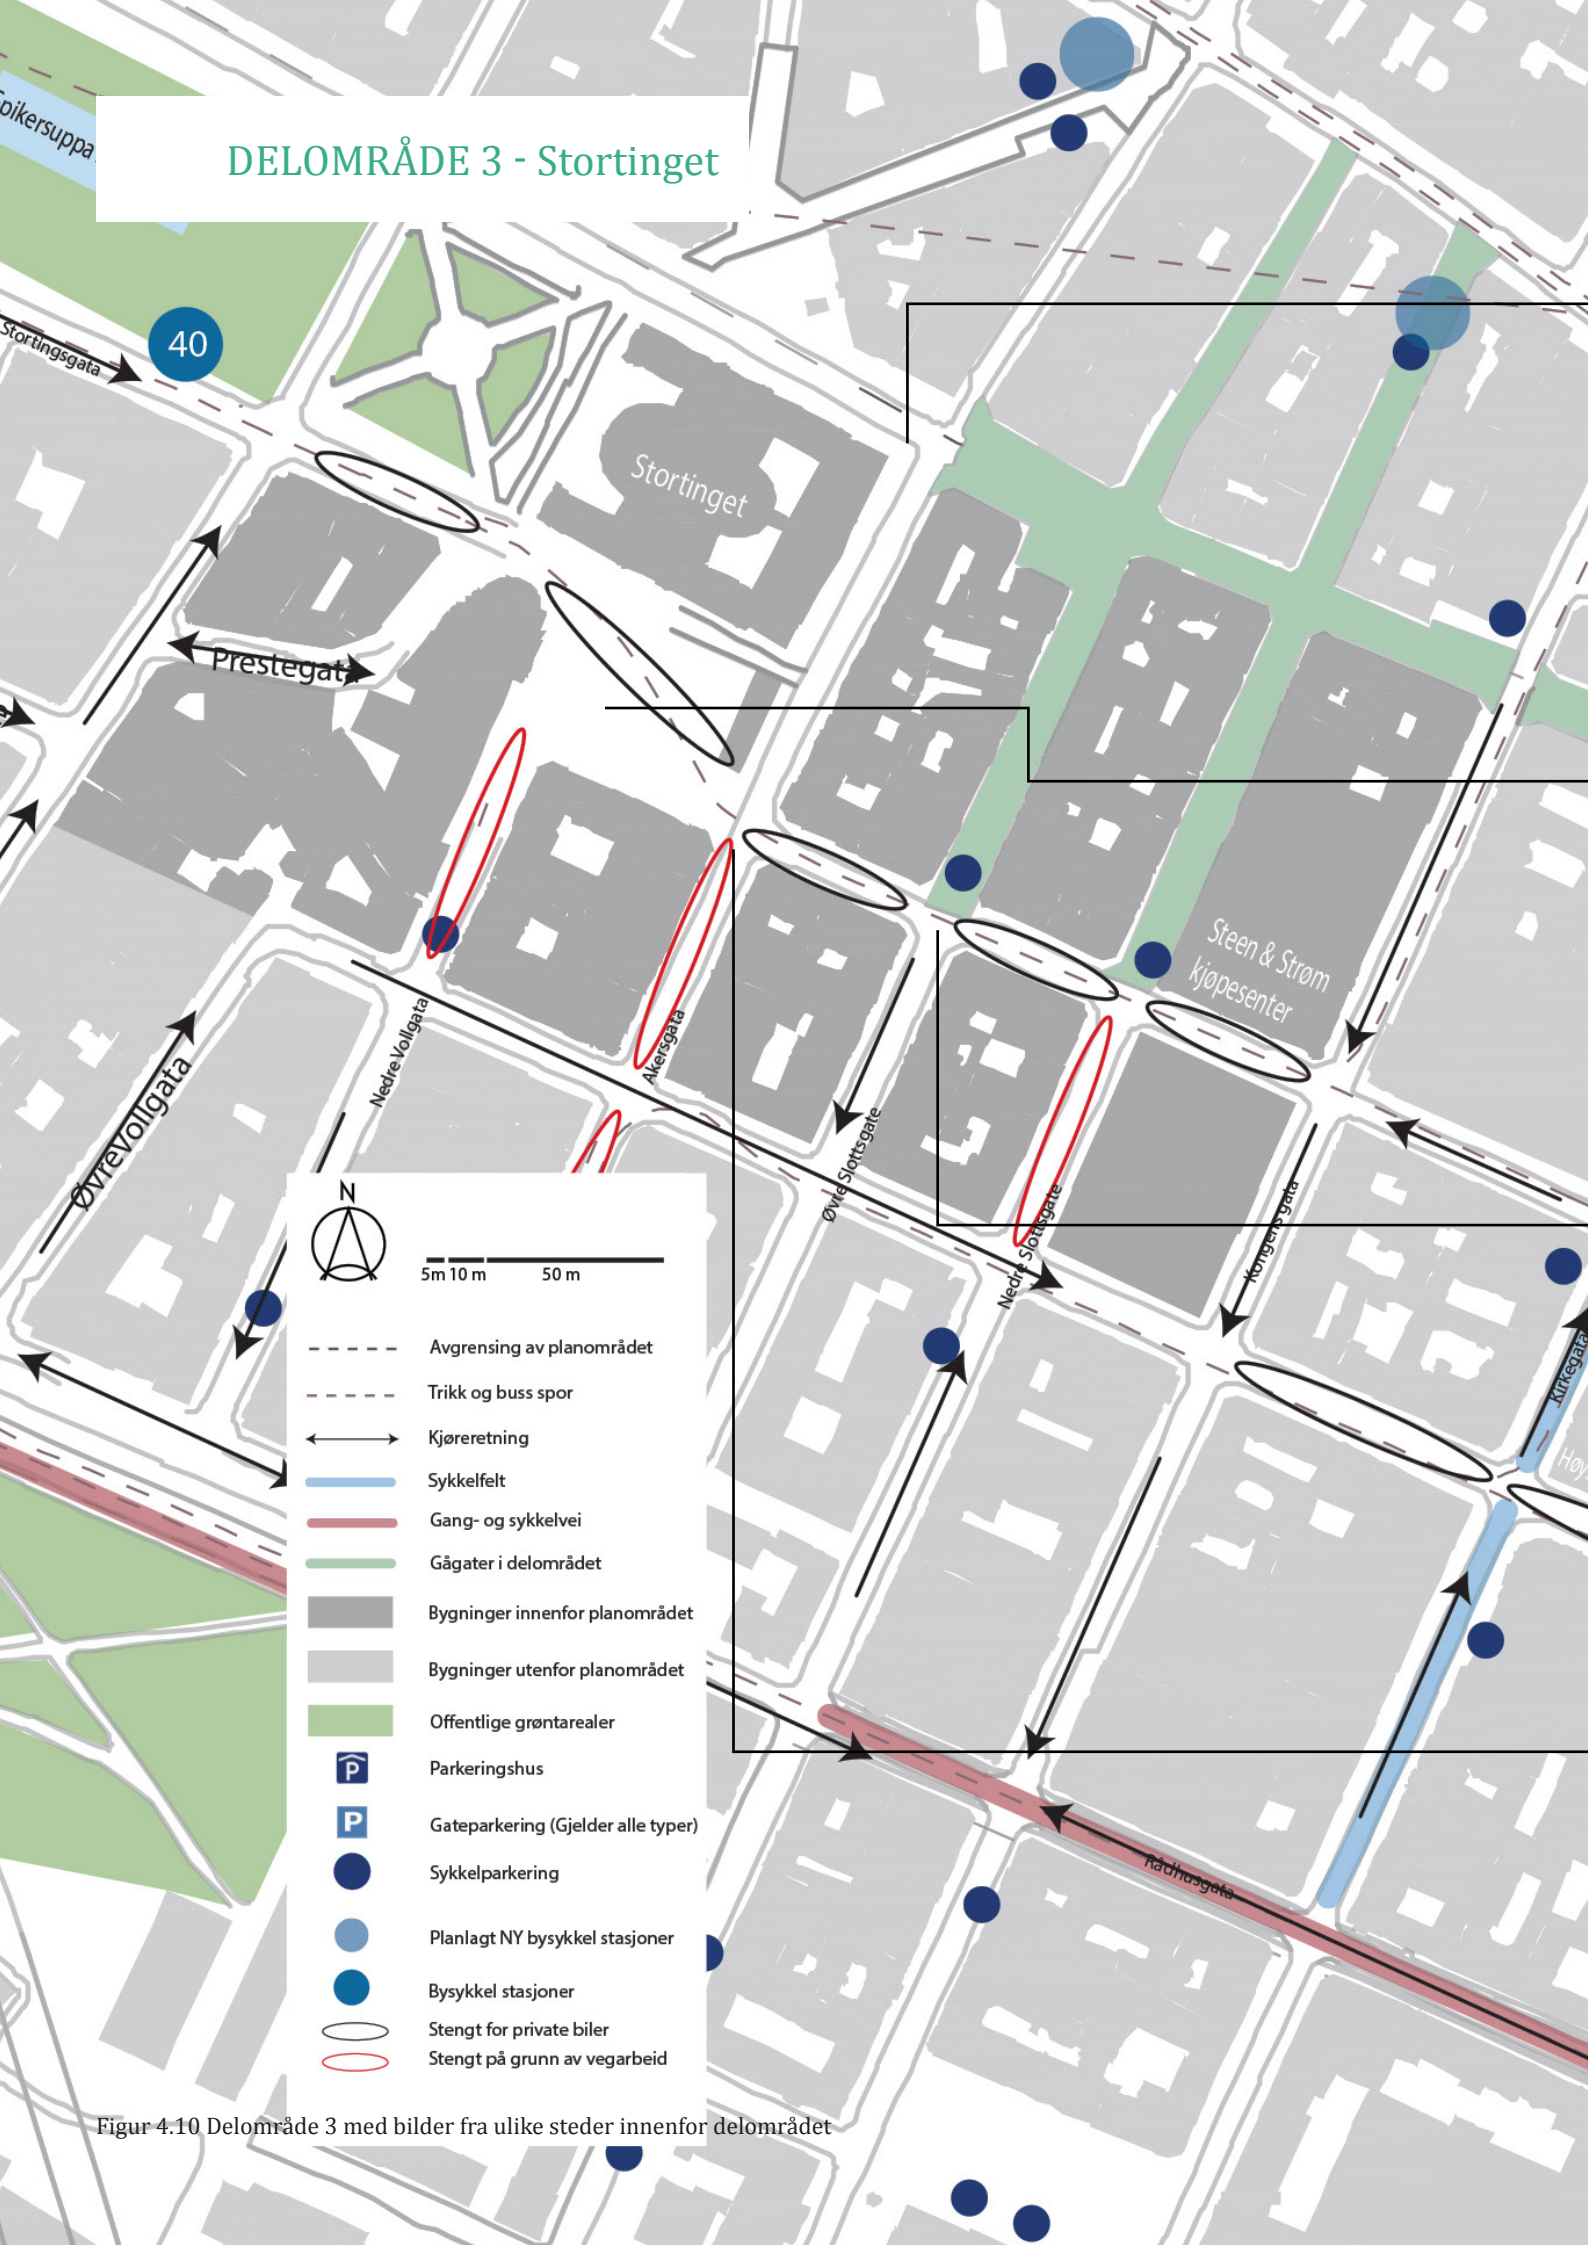 Spikersuppa
DELOMRÅDE 3 - Stortinget
40
Stortingsgata
Stortinget
Prestegata
Steen & Strøm
kjøpesenter
Nedre Vollgata
Akersgata
Øvrevollgata
Øvre Slottsgate
Nedre Slottsgate
Kongens gata
Kirkegata
Rådhusgata
N
5m 10 m 50 m
Avgrensing av planområdet
Trikk og buss spor
Kjøreretning
Sykkelfelt
Gang- og sykkelvei
Gågater i delområdet
Bygninger innenfor planområdet
Bygninger utenfor planområdet
Offentlige grøntarealer
P Parkeringshus
P Gateparkering (Gjelder alle typer)
Sykkelparkering
Planlagt NY bysykkel stasjoner
Bysykkel stasjoner
Stengt for private biler
Stengt på grunn av vegarbeid
Figur 4.10 Delområde 3 med bilder fra ulike steder innenfor delområdet